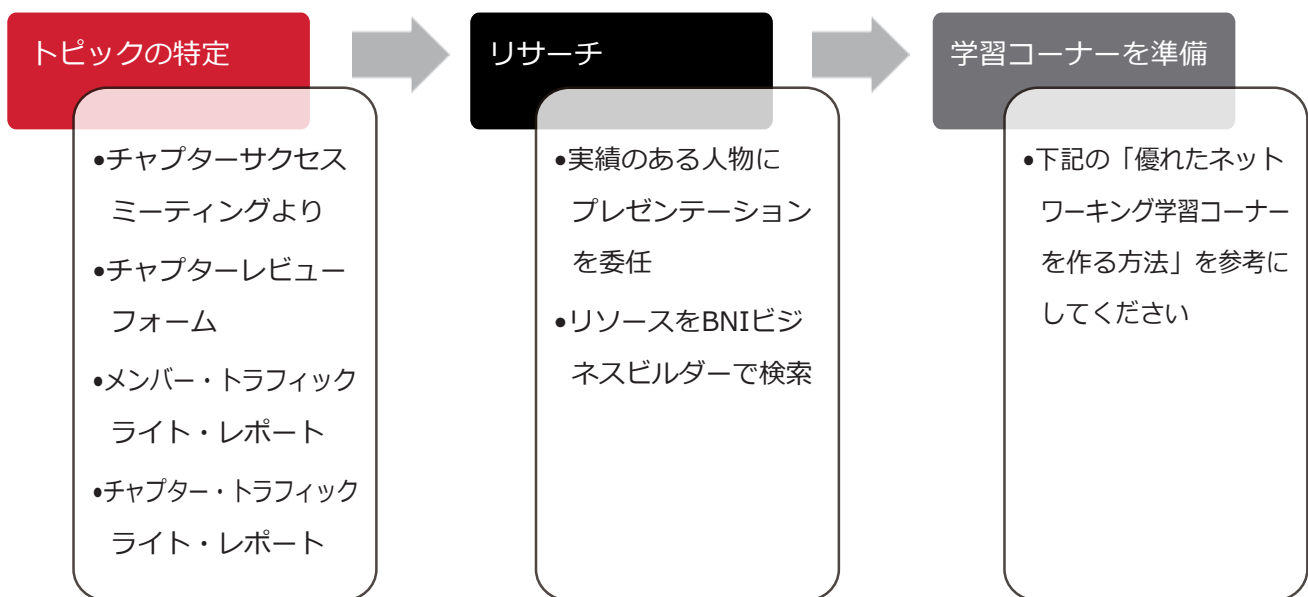 トピックの特定
•チャプターサクセス
ミーティングより
•チャプターレビュー
フォーム
•メンバー・トラフィック
ライト・レポート
•チャプター・トラフィック
ライト・レポート
リサーチ
•実績のある人物に
プレゼンテーション
を委任
•リソースをBNIビジ
ネスビルダーで検索
学習コーナーを準備
•下記の「優れたネット
ワーキング学習コーナー
を作る方法」を参考に
してください